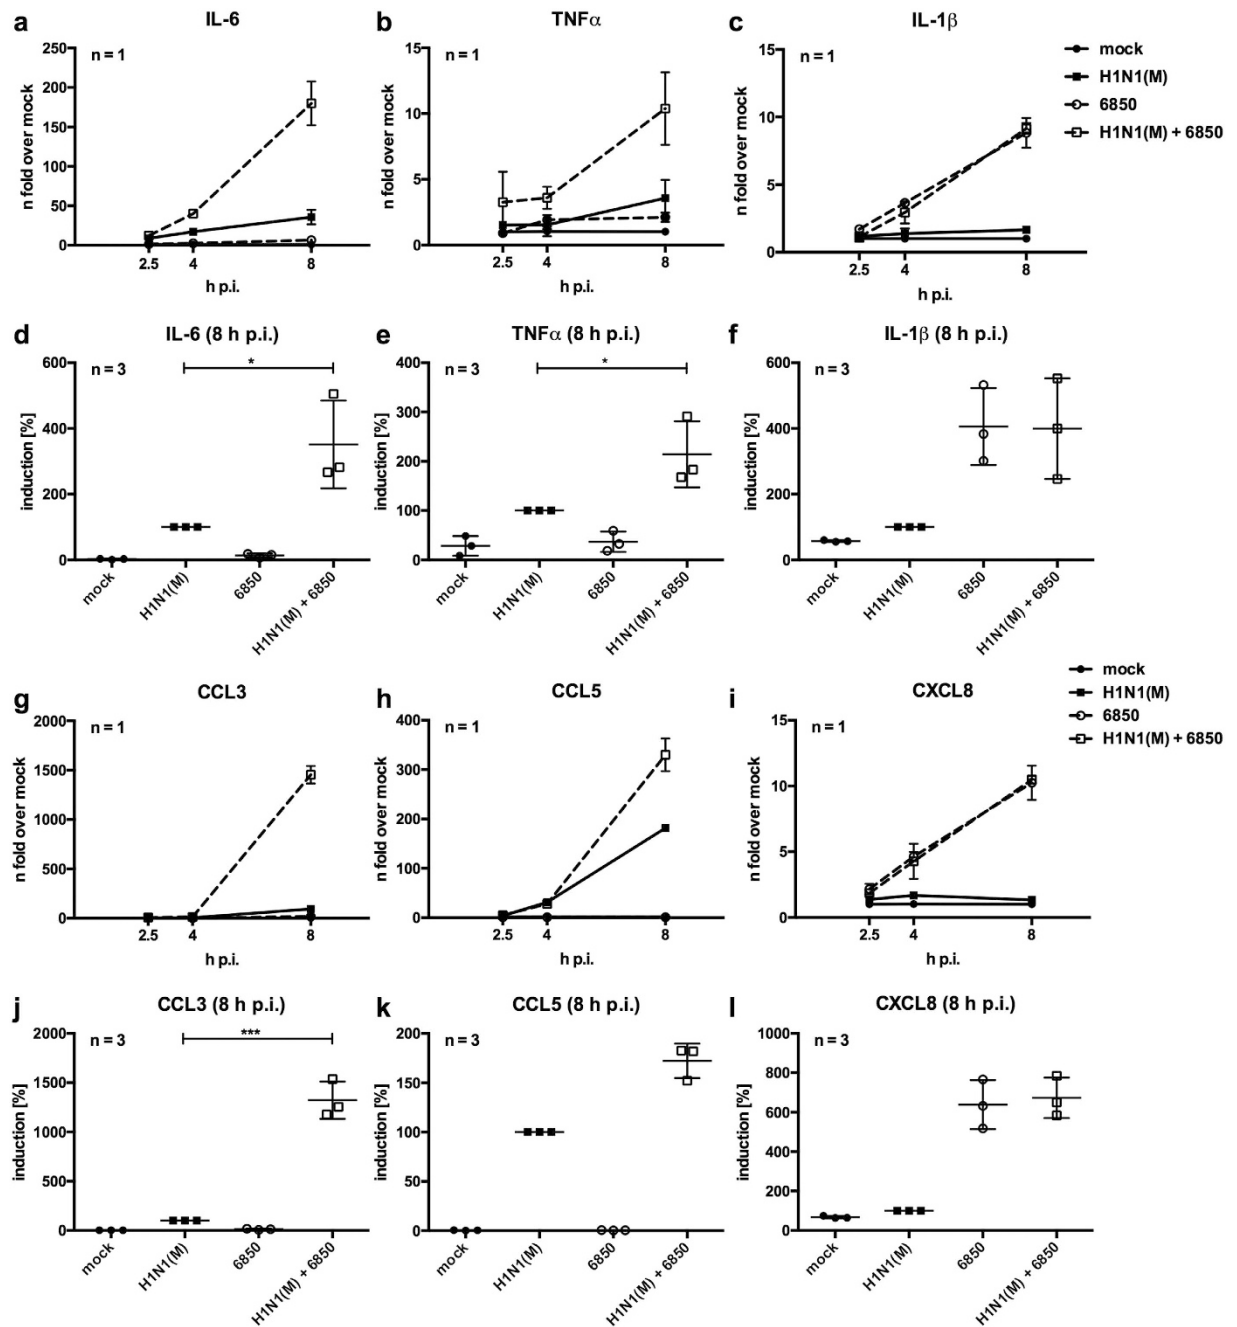 a
IL-6
n = 1
n fold over mock
250
200
150
100
50
0
2.5
4
8
h p.i.
b
TNFα
n = 1
n fold over mock
15
10
5
0
2.5
4
8
h p.i.
c
IL-1β
n = 1
n fold over mock
15
10
5
0
2.5
4
8
h p.i.
mock
H1N1(M)
6850
H1N1(M) + 6850
d
IL-6 (8 h p.i.)
n = 3
induction [%]
600
400
200
0
*
mock
H1N1(M)
6850
H1N1(M) + 6850
e
TNFα (8 h p.i.)
n = 3
induction [%]
400
300
200
100
0
*
mock
H1N1(M)
6850
H1N1(M) + 6850
f
IL-1β (8 h p.i.)
n = 3
induction [%]
600
400
200
0
mock
H1N1(M)
6850
H1N1(M) + 6850
g
CCL3
n = 1
n fold over mock
2000
1500
1000
500
0
2.5
4
8
h p.i.
h
CCL5
n = 1
n fold over mock
400
300
200
100
0
2.5
4
8
h p.i.
i
CXCL8
n = 1
n fold over mock
15
10
5
0
2.5
4
8
h p.i.
mock
H1N1(M)
6850
H1N1(M) + 6850
j
CCL3 (8 h p.i.)
n = 3
induction [%]
2000
1500
1000
500
0
***
mock
H1N1(M)
6850
H1N1(M) + 6850
k
CCL5 (8 h p.i.)
n = 3
induction [%]
200
150
100
50
0
mock
H1N1(M)
6850
H1N1(M) + 6850
l
CXCL8 (8 h p.i.)
n = 3
induction [%]
1000
800
600
400
200
0
mock
H1N1(M)
6850
H1N1(M) + 6850